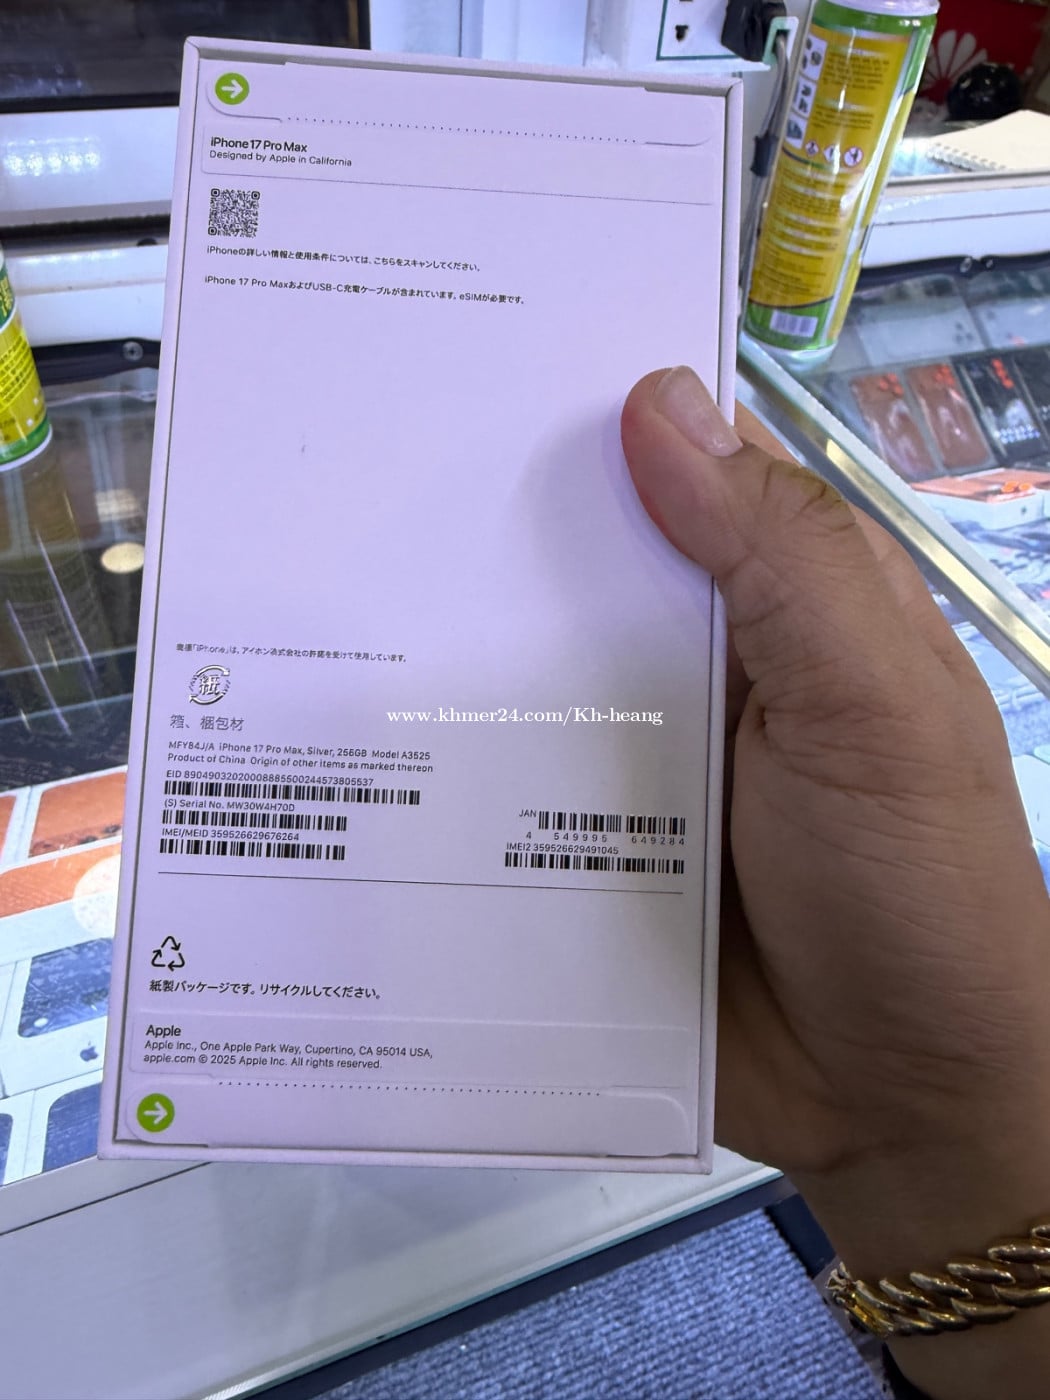 iPhone 17 Pro Max
Designed by Apple in California
iPhoneの詳しい情報と使用条件については、こちらをスキャンしてください。
iPhone 17 Pro MaxおよびUSB-C充電ケーブルが含まれています。eSIMが必要です。
商標「iPhone」は、アイホン株式会社の許諾を受けて使用しています。
紙
箱、梱包材
www.khmer24.com/Kh-heang
MFY84J/A iPhone 17 Pro Max, Silver, 256GB Model A3525
Product of China Origin of other items as marked thereon
EID 89049032020008885500244573805537
(S) Serial No. MW30W4H70D
IMEI/MEID 359526629676264
JAN
4 549995 649284
IMEI2 359526629491045
紙製パッケージです。リサイクルしてください。
Apple
Apple Inc., One Apple Park Way, Cupertino, CA 95014 USA,
apple.com © 2025 Apple Inc. All rights reserved.